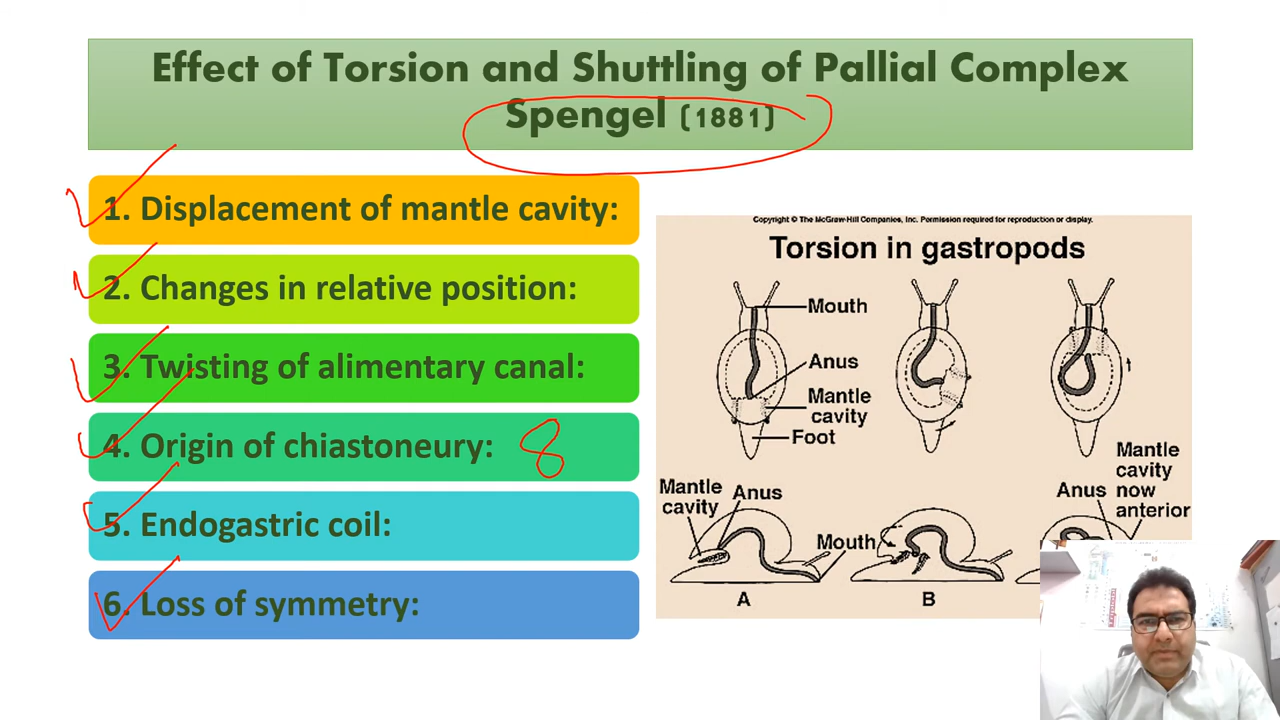 Effect of Torsion and Shuttling of Pallial Complex
Spengel (1881)
1. Displacement of mantle cavity:
2. Changes in relative position:
3. Twisting of alimentary canal:
4. Origin of chiastoneury: 8
5. Endogastric coil:
6. Loss of symmetry:
Copyright © The McGraw-Hill Companies, Inc. Permission required for reproduction or display.
Torsion in gastropods
Mouth
Anus
Mantle
cavity
Foot
Mantle
cavity
Anus
Mouth
A
B
Anus
Mantle
cavity
now
anterior